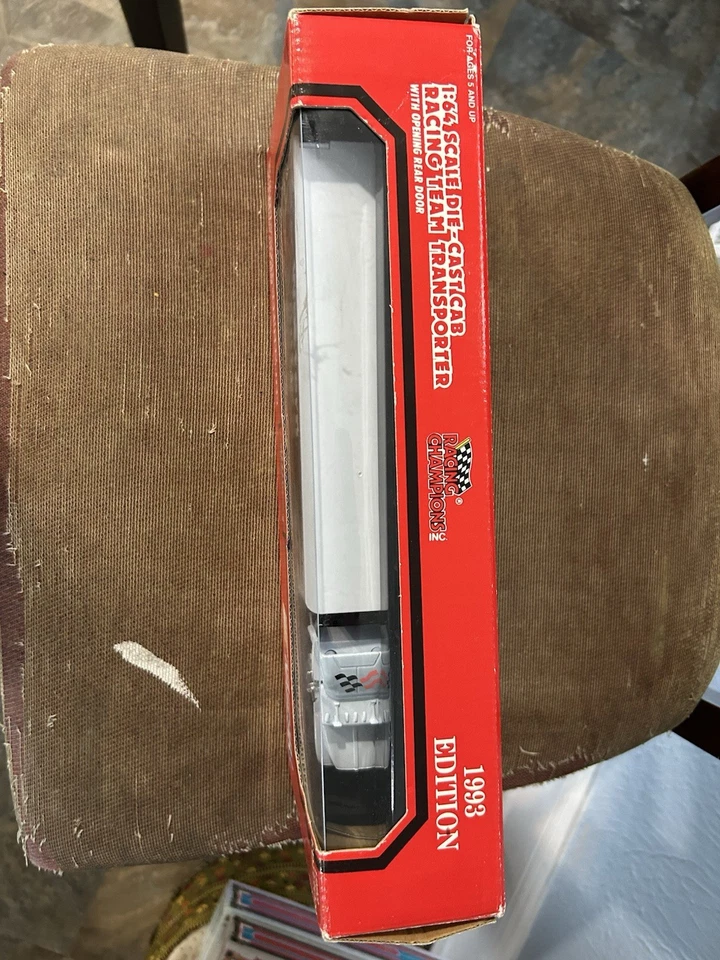 FOR AGES 5 AND UP
1:64 SCALE DIE-CAST CAB
RACING TEAM TRANSPORTER
WITH OPENING REAR DOOR
RACING
CHAMPIONS
INC.
®
1993
EDITION